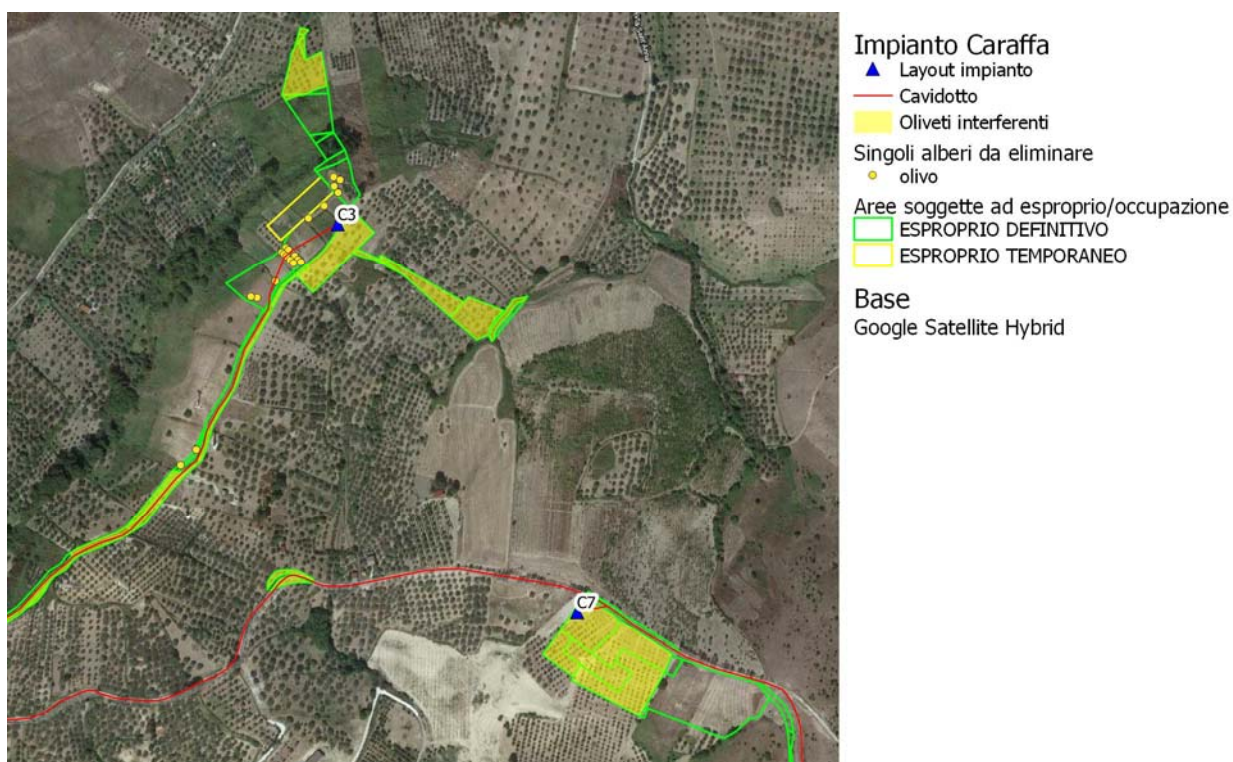 C3
C7
Impianto Caraffa
Layout impianto
Cavidotto
Oliveti interferenti
Singoli alberi da eliminare
olivo
Aree soggette ad esproprio/occupazione
ESPROPRIO DEFINITIVO
ESPROPRIO TEMPORANEO
Base
Google Satellite Hybrid